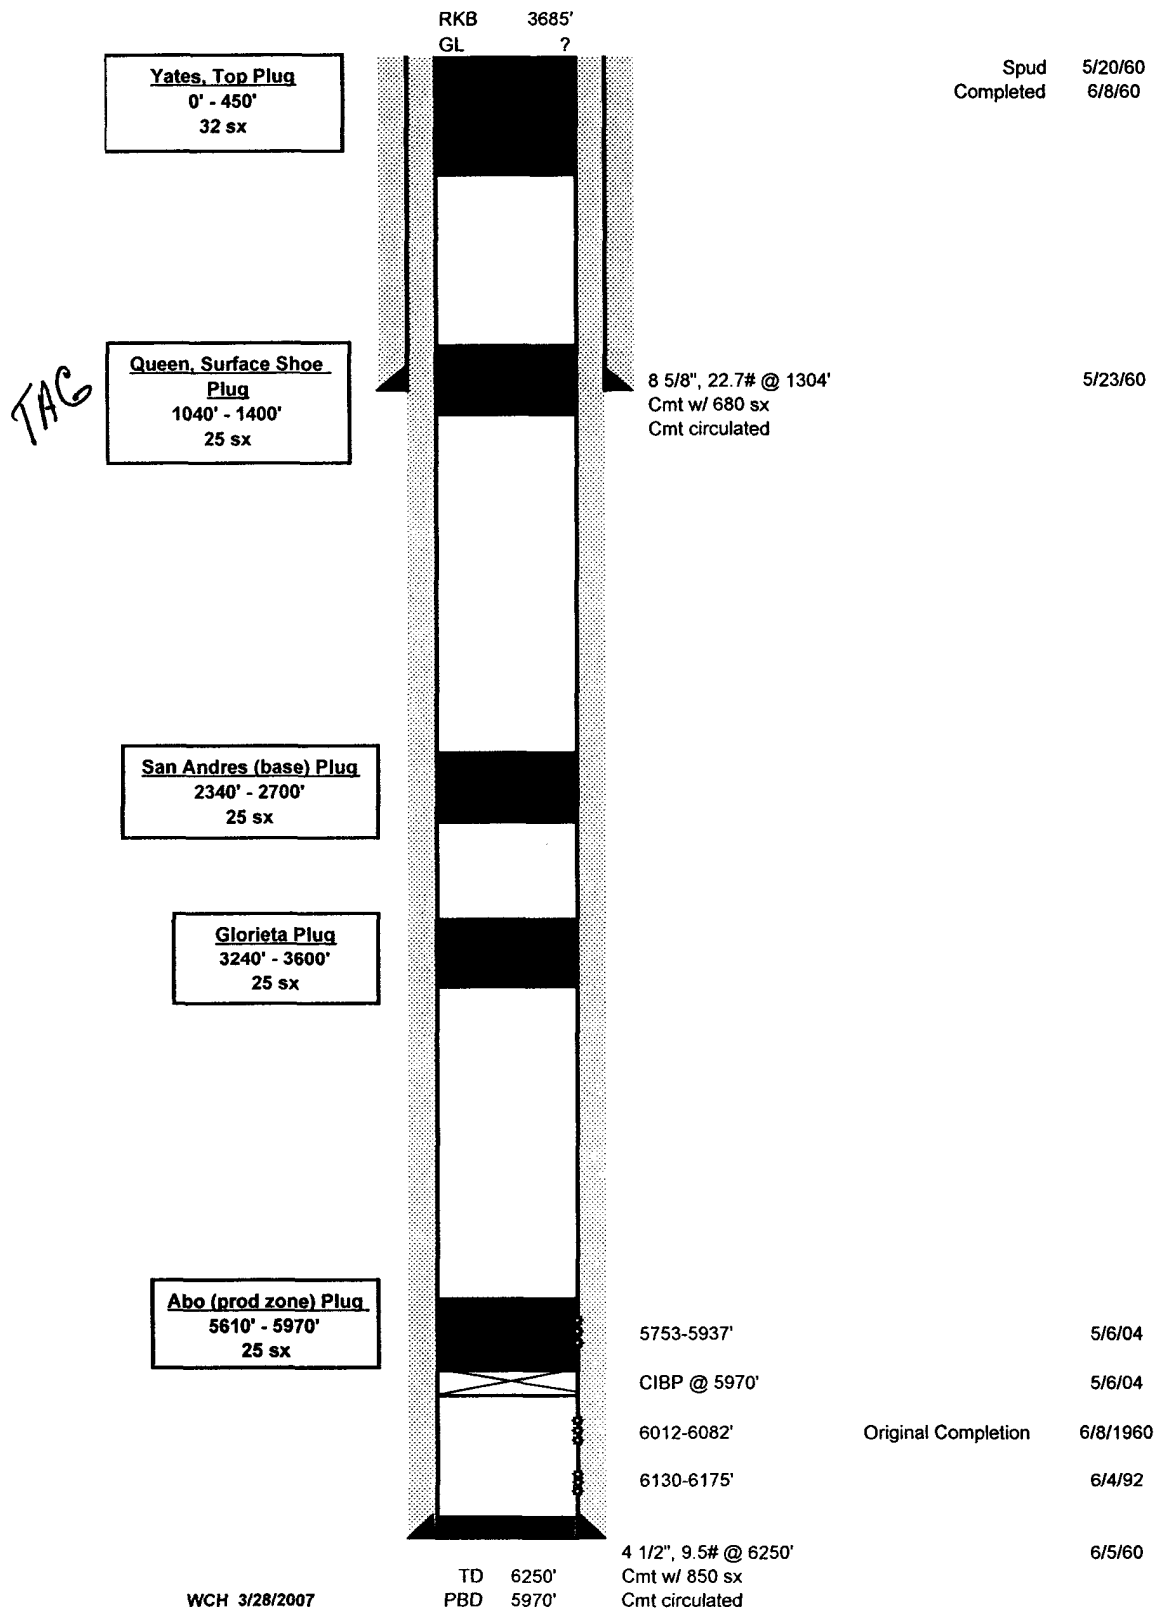 RKB 3685'
GL ?
Spud 5/20/60
Completed 6/8/60
Yates, Top Plug
0' - 450'
32 sx
TAG
Queen, Surface Shoe
Plug
1040' - 1400'
25 sx
8 5/8", 22.7# @ 1304' 5/23/60
Cmt w/ 680 sx
Cmt circulated
San Andres (base) Plug
2340' - 2700'
25 sx
Glorieta Plug
3240' - 3600'
25 sx
Abo (prod zone) Plug
5610' - 5970'
25 sx
5753-5937' 5/6/04
CIBP @ 5970' 5/6/04
6012-6082' Original Completion 6/8/1960
6130-6175' 6/4/92
4 1/2", 9.5# @ 6250' 6/5/60
TD 6250' Cmt w/ 850 sx
WCH 3/28/2007 PBD 5970' Cmt circulated